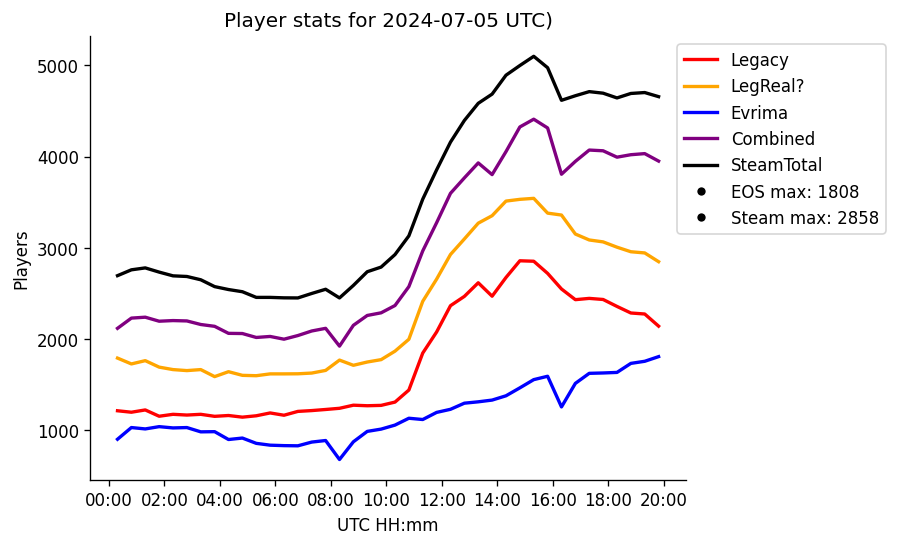 Player stats for 2024-07-05 UTC)
Legacy
LegReal?
Evrima
Combined
SteamTotal
EOS max: 1808
Steam max: 2858
5000
4000
3000
2000
1000
Players
00:00 02:00 04:00 06:00 08:00 10:00 12:00 14:00 16:00 18:00 20:00
UTC HH:mm